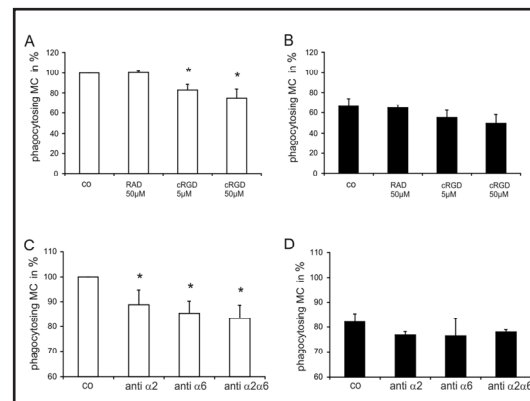 A
phagocytosing MC in %
120
100
80
60
40
20
0
co
RAD
50µM
cRGD
5µM
cRGD
50µM
*
*
B
phagocytosing MC in %
120
100
80
60
40
20
0
co
RAD
50µM
cRGD
5µM
cRGD
50µM
C
phagocytosing MC in %
110
100
90
80
70
60
co
anti α2
anti α6
anti α2α6
*
*
*
D
phagocytosing MC in %
100
90
80
70
60
co
anti α2
anti α6
anti α2α6